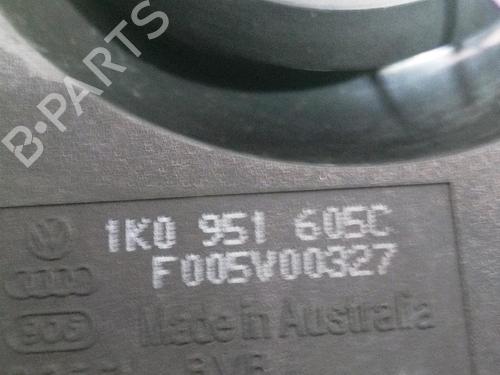 B-PARTS
1K0 951 605C
F005V00327
Made in Australia